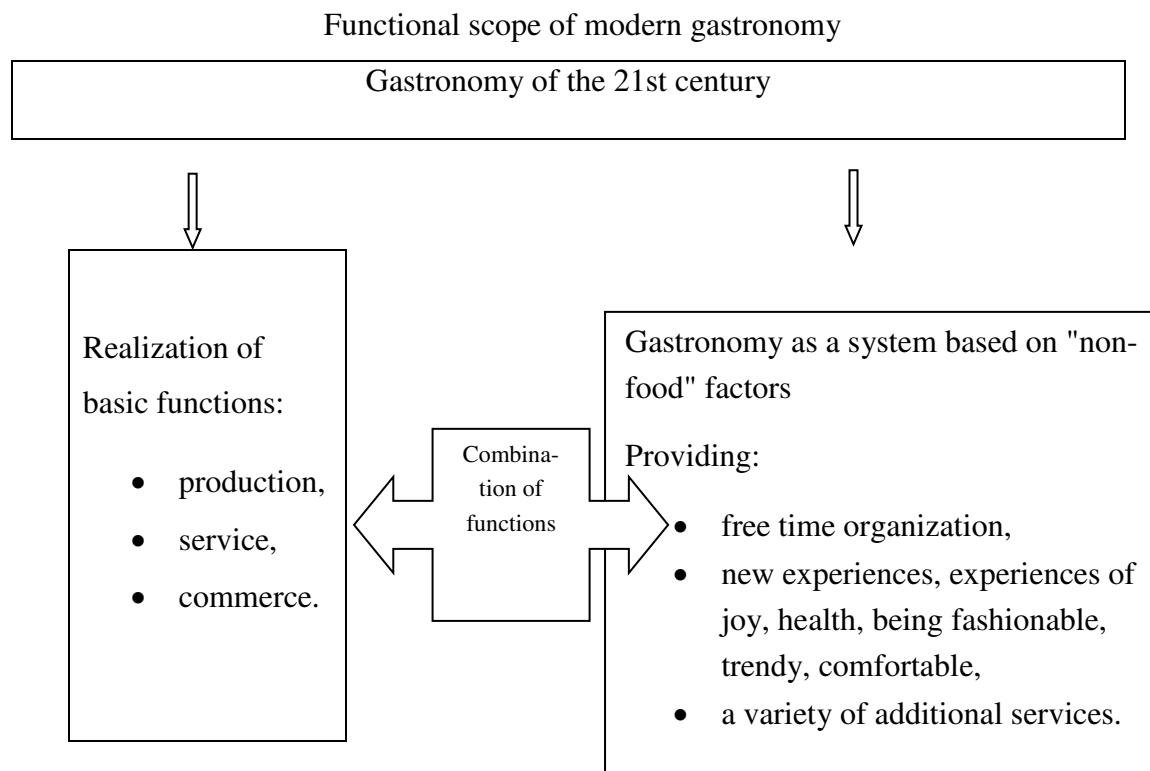 Functional scope of modern gastronomy
Gastronomy of the 21st century
Realization of
basic functions:
• production,
• service,
• commerce.
Combina-
tion of
functions
Gastronomy as a system based on "non-
food" factors
Providing:
• free time organization,
• new experiences, experiences of
joy, health, being fashionable,
trendy, comfortable,
• a variety of additional services.